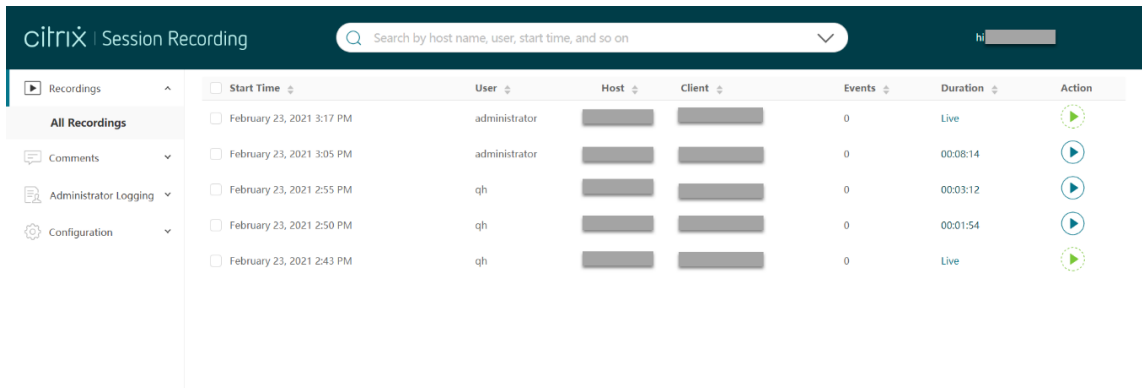 citrix | Session Recording
Search by host name, user, start time, and so on
hi
Recordings
All Recordings
Comments
Administrator Logging
Configuration
Start Time User Host Client Events Duration Action
February 23, 2021 3:17 PM administrator 0 Live
February 23, 2021 3:05 PM administrator 0 00:08:14
February 23, 2021 2:55 PM qh 0 00:03:12
February 23, 2021 2:50 PM qh 0 00:01:54
February 23, 2021 2:43 PM qh 0 Live